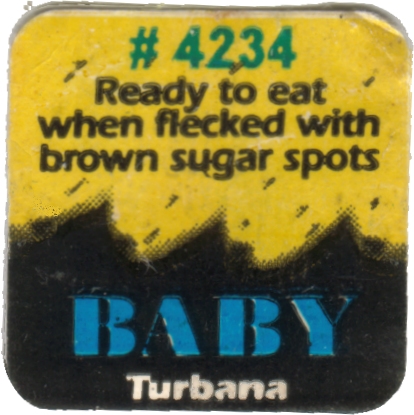 # 4234
Ready to eat
when flecked with
brown sugar spots
BABY
Turbana